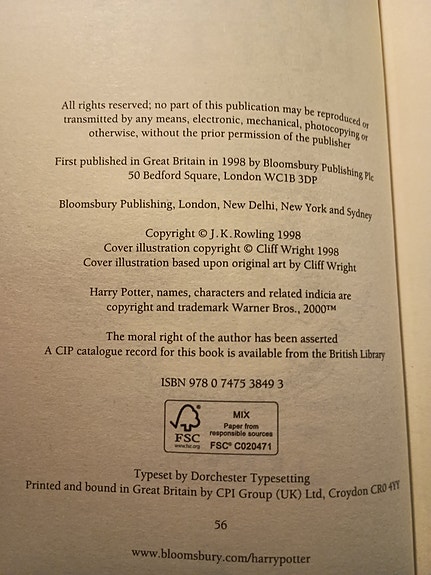 All rights reserved; no part of this publication may be reproduced or
transmitted by any means, electronic, mechanical, photocopying or
otherwise, without the prior permission of the publisher
First published in Great Britain in 1998 by Bloomsbury Publishing Plc
50 Bedford Square, London WC1B 3DP
Bloomsbury Publishing, London, New Delhi, New York and Sydney
Copyright © J.K.Rowling 1998
Cover illustration copyright © Cliff Wright 1998
Cover illustration based upon original art by Cliff Wright
Harry Potter, names, characters and related indicia are
copyright and trademark Warner Bros., 2000™
The moral right of the author has been asserted
A CIP catalogue record for this book is available from the British Library
ISBN 978 0 7475 3849 3
FSC
www.fsc.org
MIX
Paper from
responsible sources
FSC® C020471
Typeset by Dorchester Typesetting
Printed and bound in Great Britain by CPI Group (UK) Ltd, Croydon CR0 4YY
56
www.bloomsbury.com/harrypotter